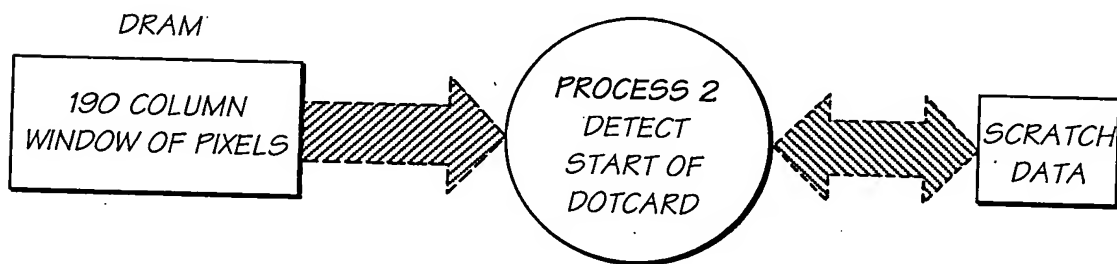 DRAM
190 COLUMN
WINDOW OF PIXELS
PROCESS 2
DETECT
START OF
DOTCARD
SCRATCH
DATA